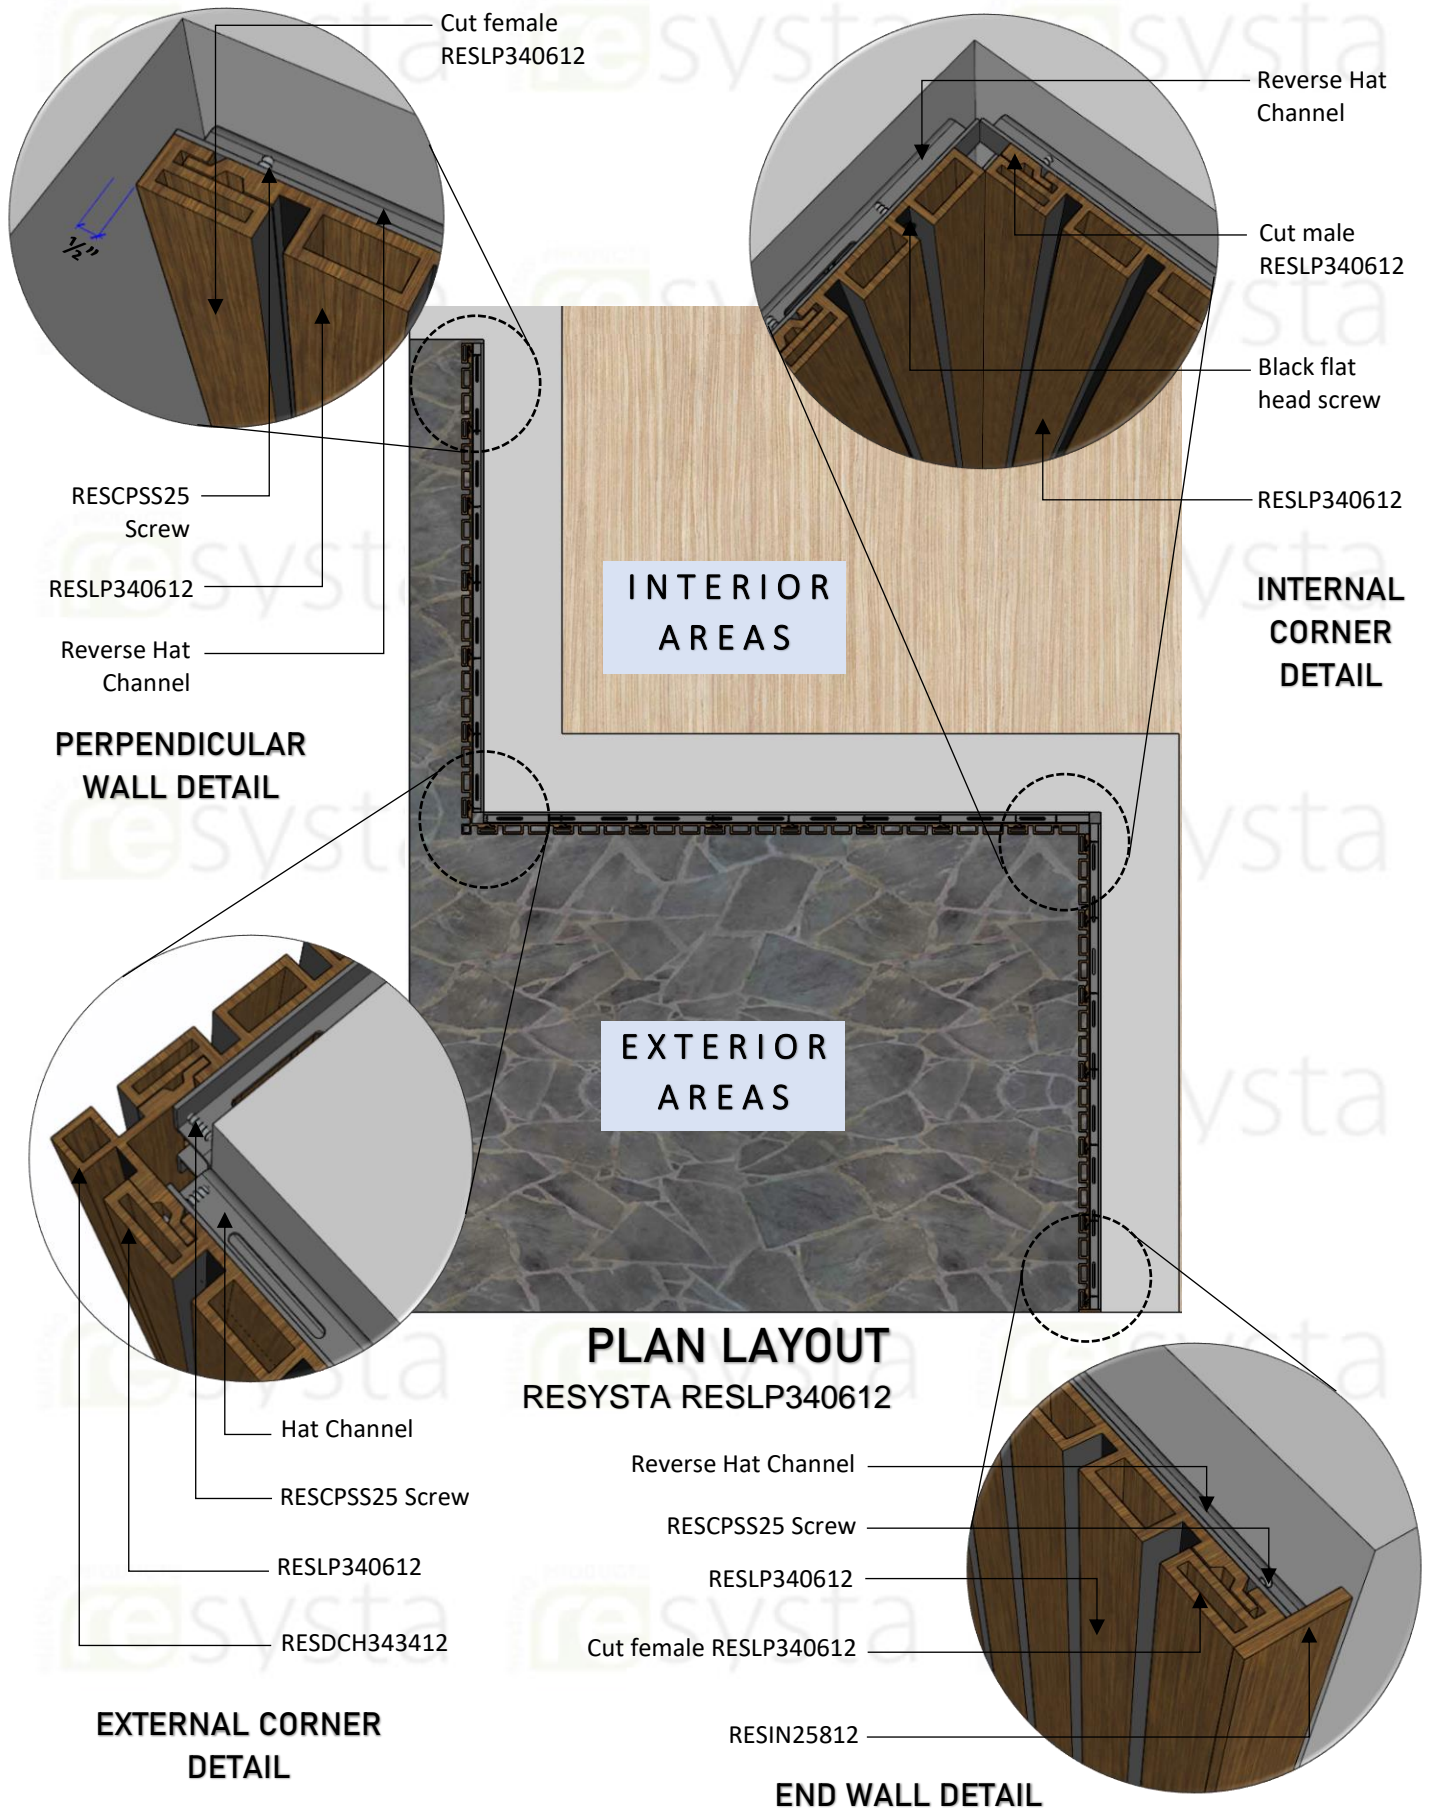 Cut female
RESLP340612
½”
RESCPSS25
Screw
RESLP340612
Reverse Hat
Channel
PERPENDICULAR
WALL DETAIL
Reverse Hat
Channel
Cut male
RESLP340612
Black flat
head screw
RESLP340612
INTERNAL
CORNER
DETAIL
INTERIOR
AREAS
EXTERIOR
AREAS
PLAN LAYOUT
RESYSTA RESLP340612
Hat Channel
RESCPSS25 Screw
RESLP340612
RESDCH343412
EXTERNAL CORNER
DETAIL
Reverse Hat Channel
RESCPSS25 Screw
RESLP340612
Cut female RESLP340612
RESIN25812
END WALL DETAIL
resysta
resysta
resysta